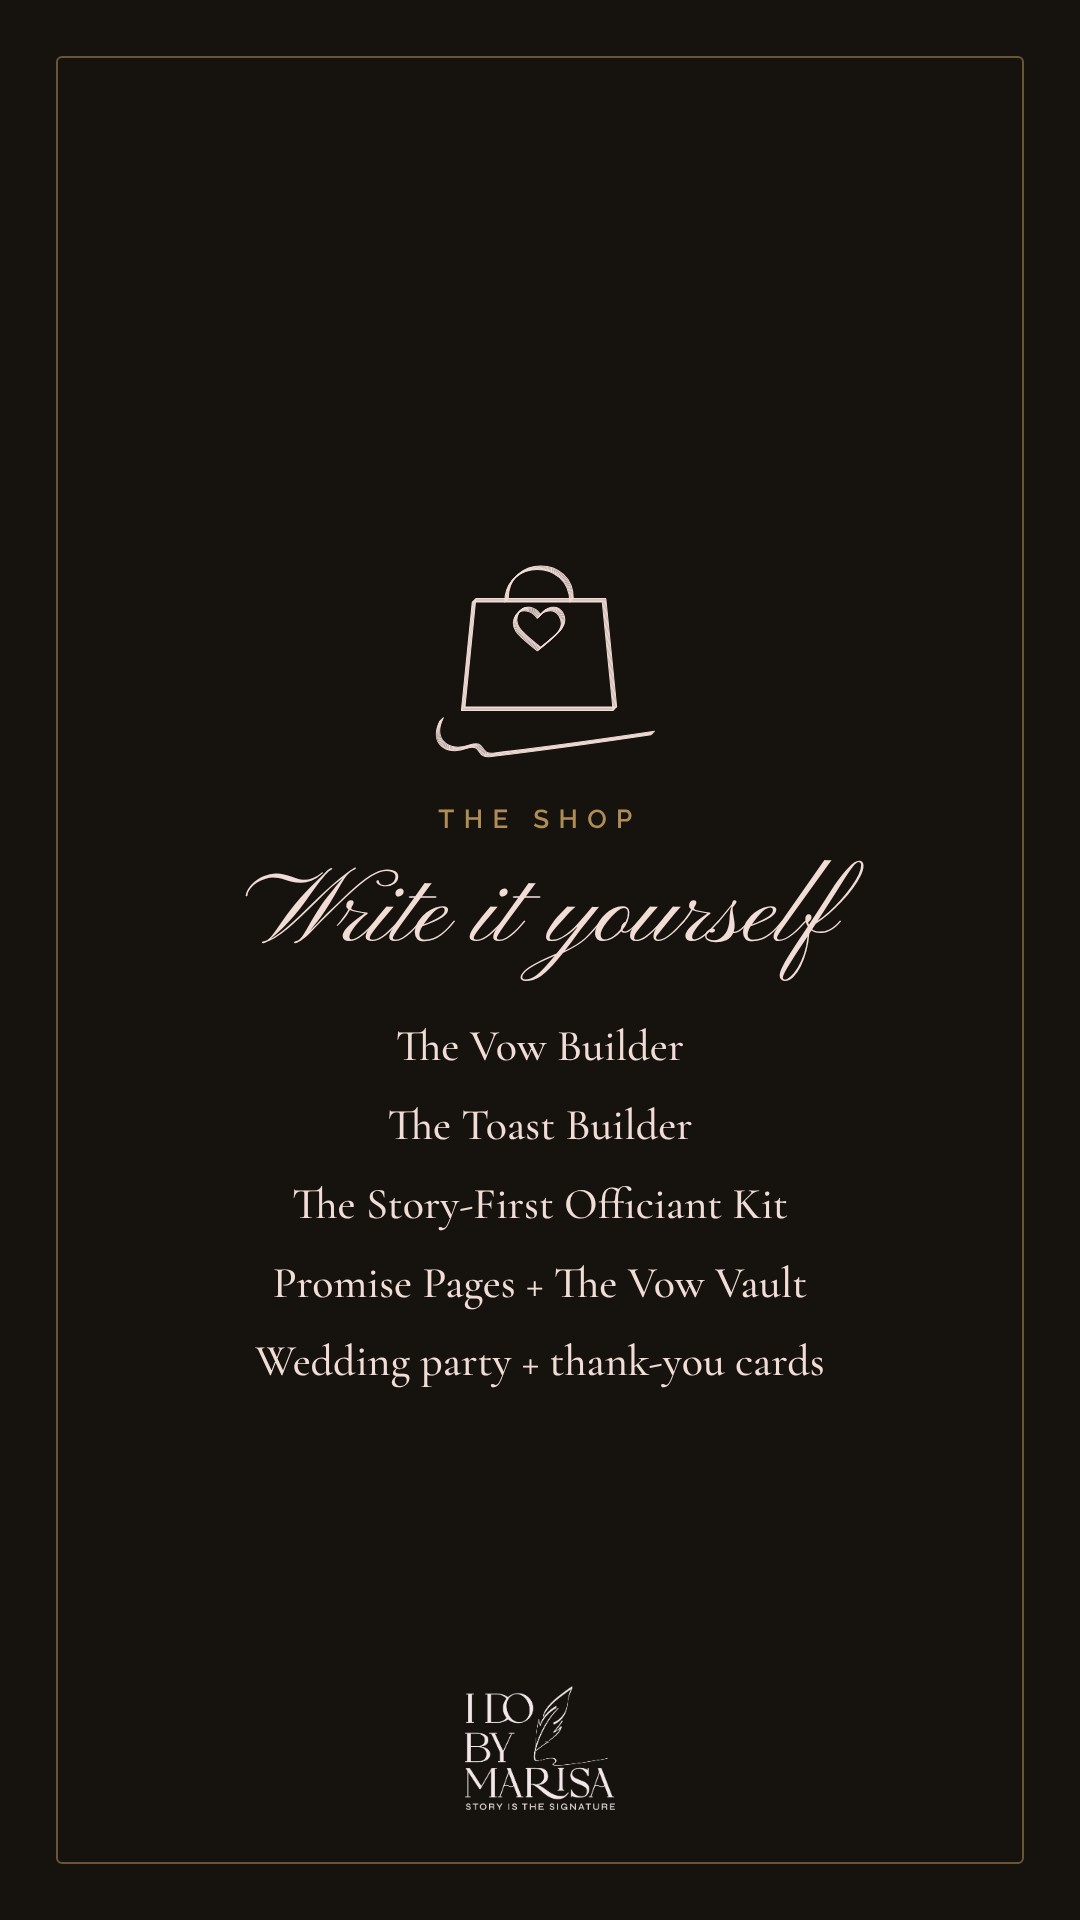 THE SHOP
Write it yourself
The Vow Builder
The Toast Builder
The Story-First Officiant Kit
Promise Pages + The Vow Vault
Wedding party + thank-you cards
I DO
BY
MARISA
STORY IS THE SIGNATURE